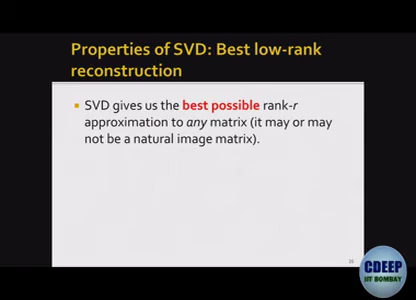 Properties of SVD: Best low-rank
reconstruction
SVD gives us the best possible rank-r
approximation to any matrix (it may or may
not be a natural image matrix).
CDEEP
IIT BOMBAY